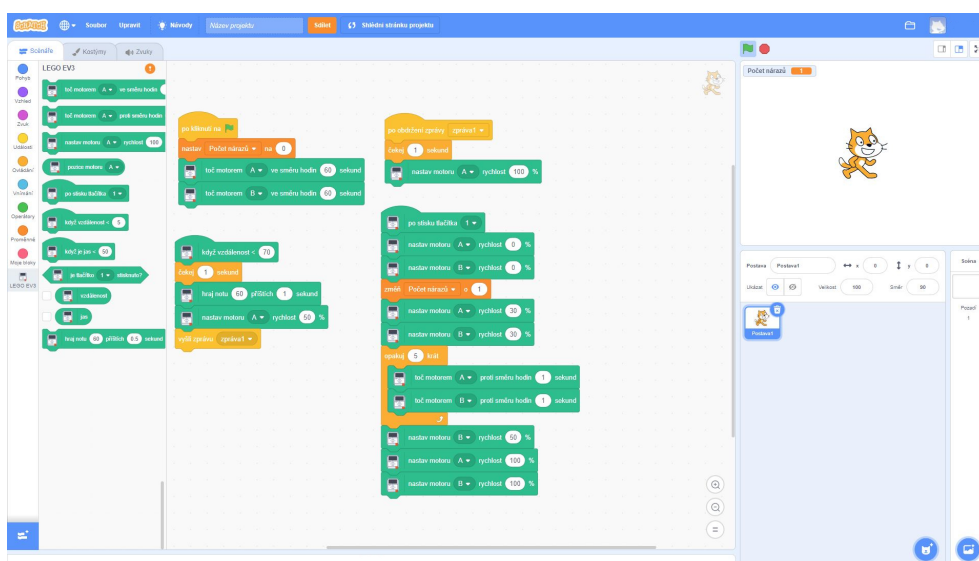 SCRATCH Soubor Upravit Návody Název projektu Sdílet Shlédni stránku projektu
Scénáře Kostýmy Zvuky
Pohyb
Vzhled
Zvuk
Události
Ovládání
Vnímání
Operátory
Proměnné
Moje bloky
LEGO EV3
LEGO EV3
toč motorem A ve směru hodin
toč motorem A proti směru hodin
nastav motoru A rychlost 100
pozice motoru A
po stisku tlačítka 1
když vzdálenost < 5
když je jas < 50
je tlačítko 1 stisknuto?
vzdálenost
jas
hraj notu 60 příštích 0.5 sekund
po kliknutí na
nastav Počet nárazů na 0
toč motorem A ve směru hodin 60 sekund
toč motorem B ve směru hodin 60 sekund
když vzdálenost < 70
čekej 1 sekund
hraj notu 60 příštích 1 sekund
nastav motoru A rychlost 50 %
vyšli zprávu zpráva1
po obdržení zprávy zpráva1
čekej 1 sekund
nastav motoru A rychlost 100 %
po stisku tlačítka 1
nastav motoru A rychlost 0 %
nastav motoru B rychlost 0 %
změň Počet nárazů o 1
nastav motoru A rychlost 30 %
nastav motoru B rychlost 30 %
opakuj 5 krát
toč motorem A proti směru hodin 1 sekund
toč motorem B proti směru hodin 1 sekund
nastav motoru B rychlost 50 %
nastav motoru A rychlost 100 %
nastav motoru B rychlost 100 %
Počet nárazů 1
Postava Postava1 x 0 y 0
Ukázat Velikost 100 Směr 90
Postava1
Scéna
Pozadí
1